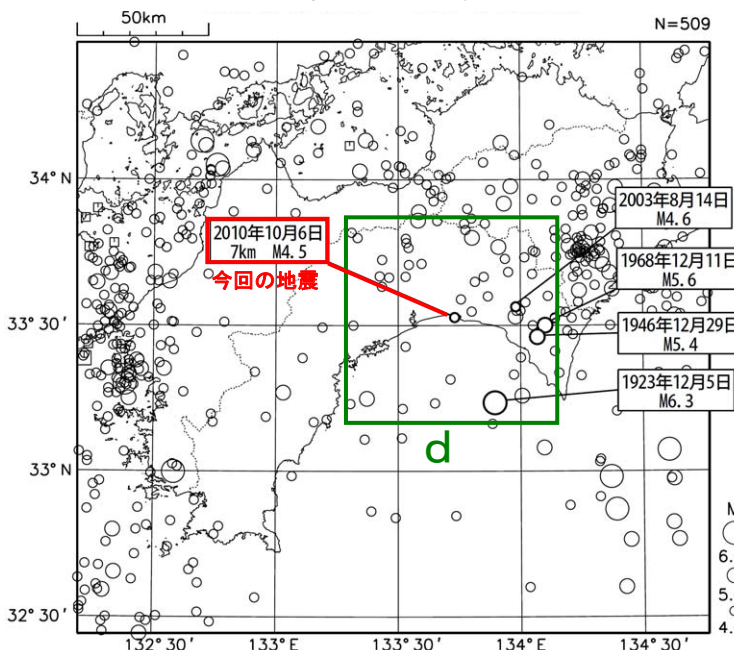 50km
N=509
34° N
2003年8月14日
M4.6
2010年10月6日
7km M4.5
今回の地震
1968年12月11日
M5.6
33°30′
1946年12月29日
M5.4
1923年12月5日
M6.3
d
33° N
M
6.
5.
4.
32°30′
132°30′
133°E
133°30′
134°E
134°30′